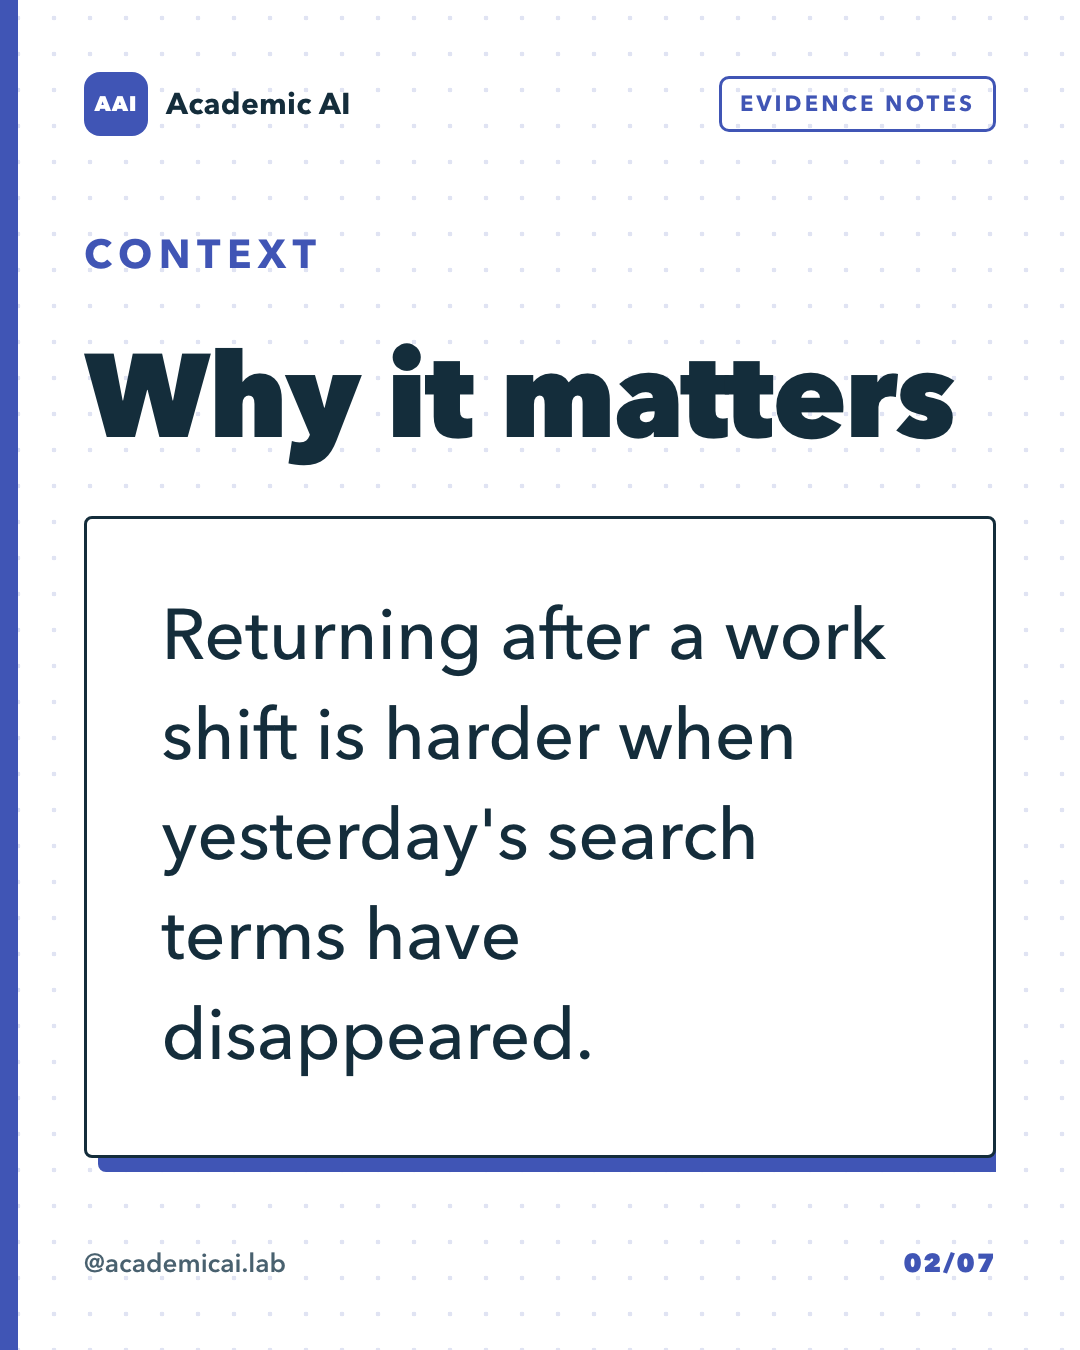 AAI
Academic AI
EVIDENCE NOTES
CONTEXT
Why it matters
Returning after a work
shift is harder when
yesterday's search
terms have
disappeared.
@academicai.lab
02/07